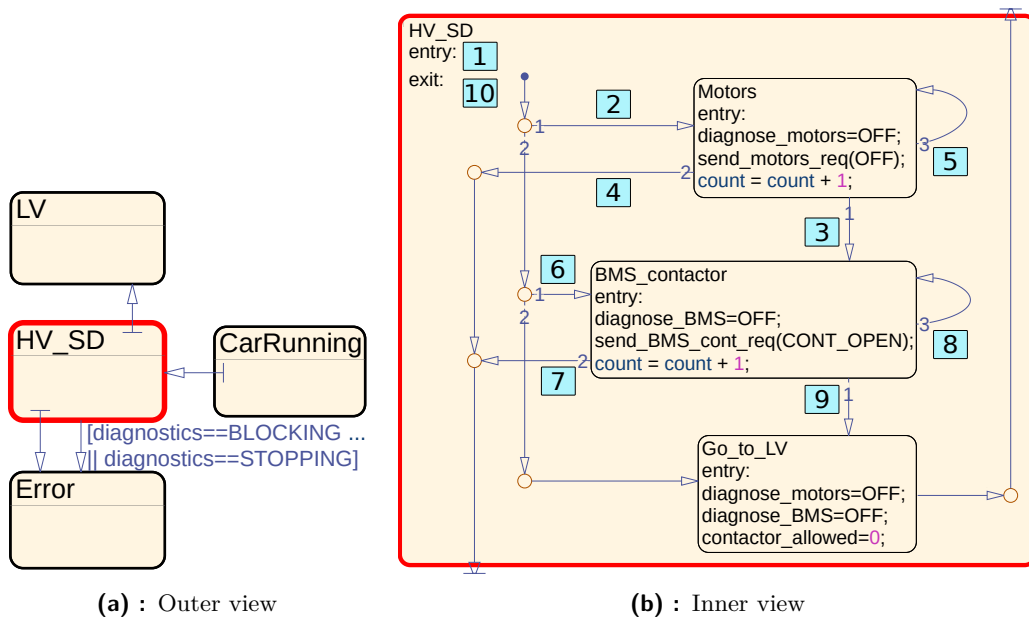 LV
HV_SD
CarRunning
[diagnostics==BLOCKING ...
|| diagnostics==STOPPING]
Error
(a) : Outer view
HV_SD
entry: 1
exit: 10
1
2
2
Motors
entry:
diagnose_motors=OFF;
send_motors_req(OFF);
count = count + 1;
3
5
2
4
1
3
6
1
2
BMS_contactor
entry:
diagnose_BMS=OFF;
send_BMS_cont_req(CONT_OPEN);
count = count + 1;
3
8
2
7
1
9
Go_to_LV
entry:
diagnose_motors=OFF;
diagnose_BMS=OFF;
contactor_allowed=0;
(b) : Inner view